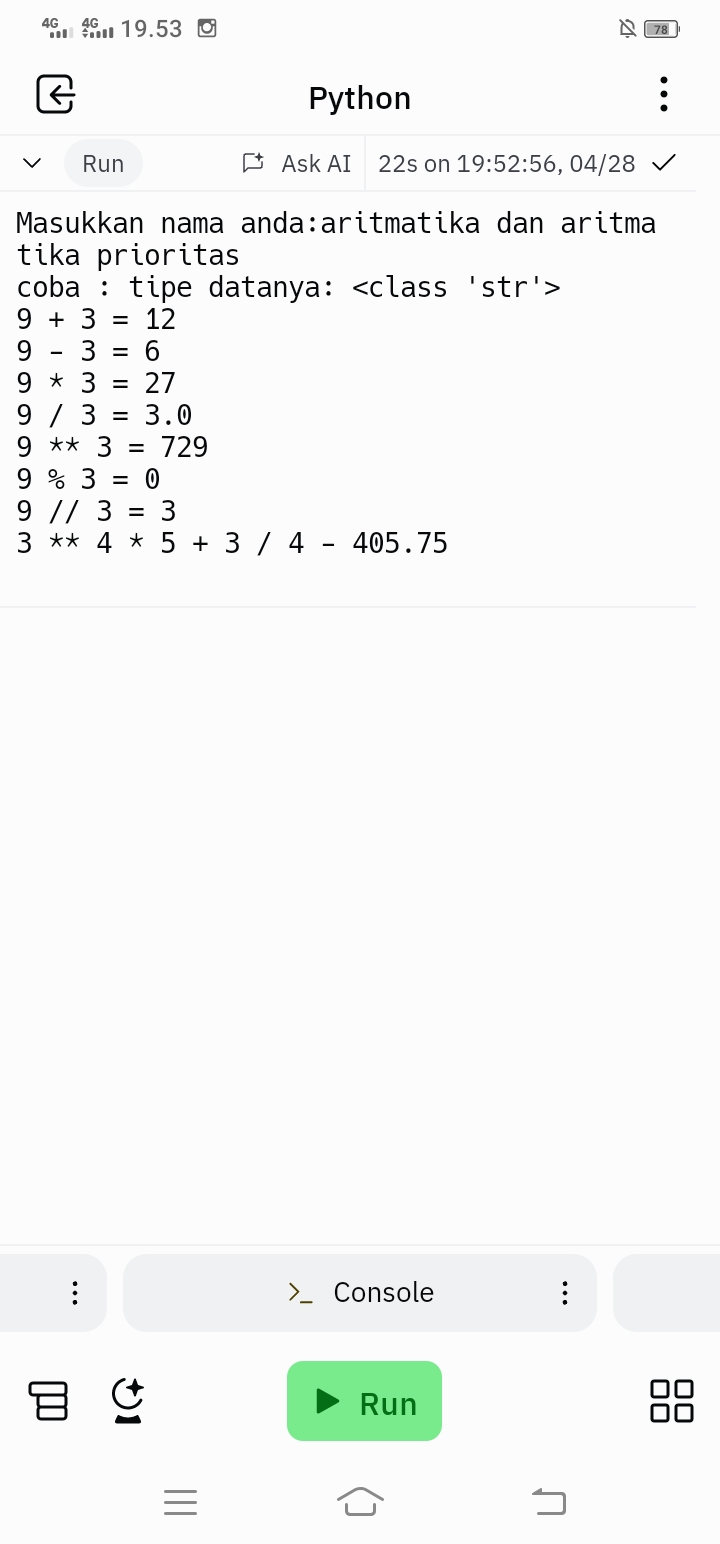 4G 4G 19.53 78
Python
Run Ask AI 22s on 19:52:56, 04/28
Masukkan nama anda:aritmatika dan aritma
tika prioritas
coba : tipe datanya: <class 'str'>
9 + 3 = 12
9 - 3 = 6
9 * 3 = 27
9 / 3 = 3.0
9 ** 3 = 729
9 % 3 = 0
9 // 3 = 3
3 ** 4 * 5 + 3 / 4 - 405.75
Console
Run